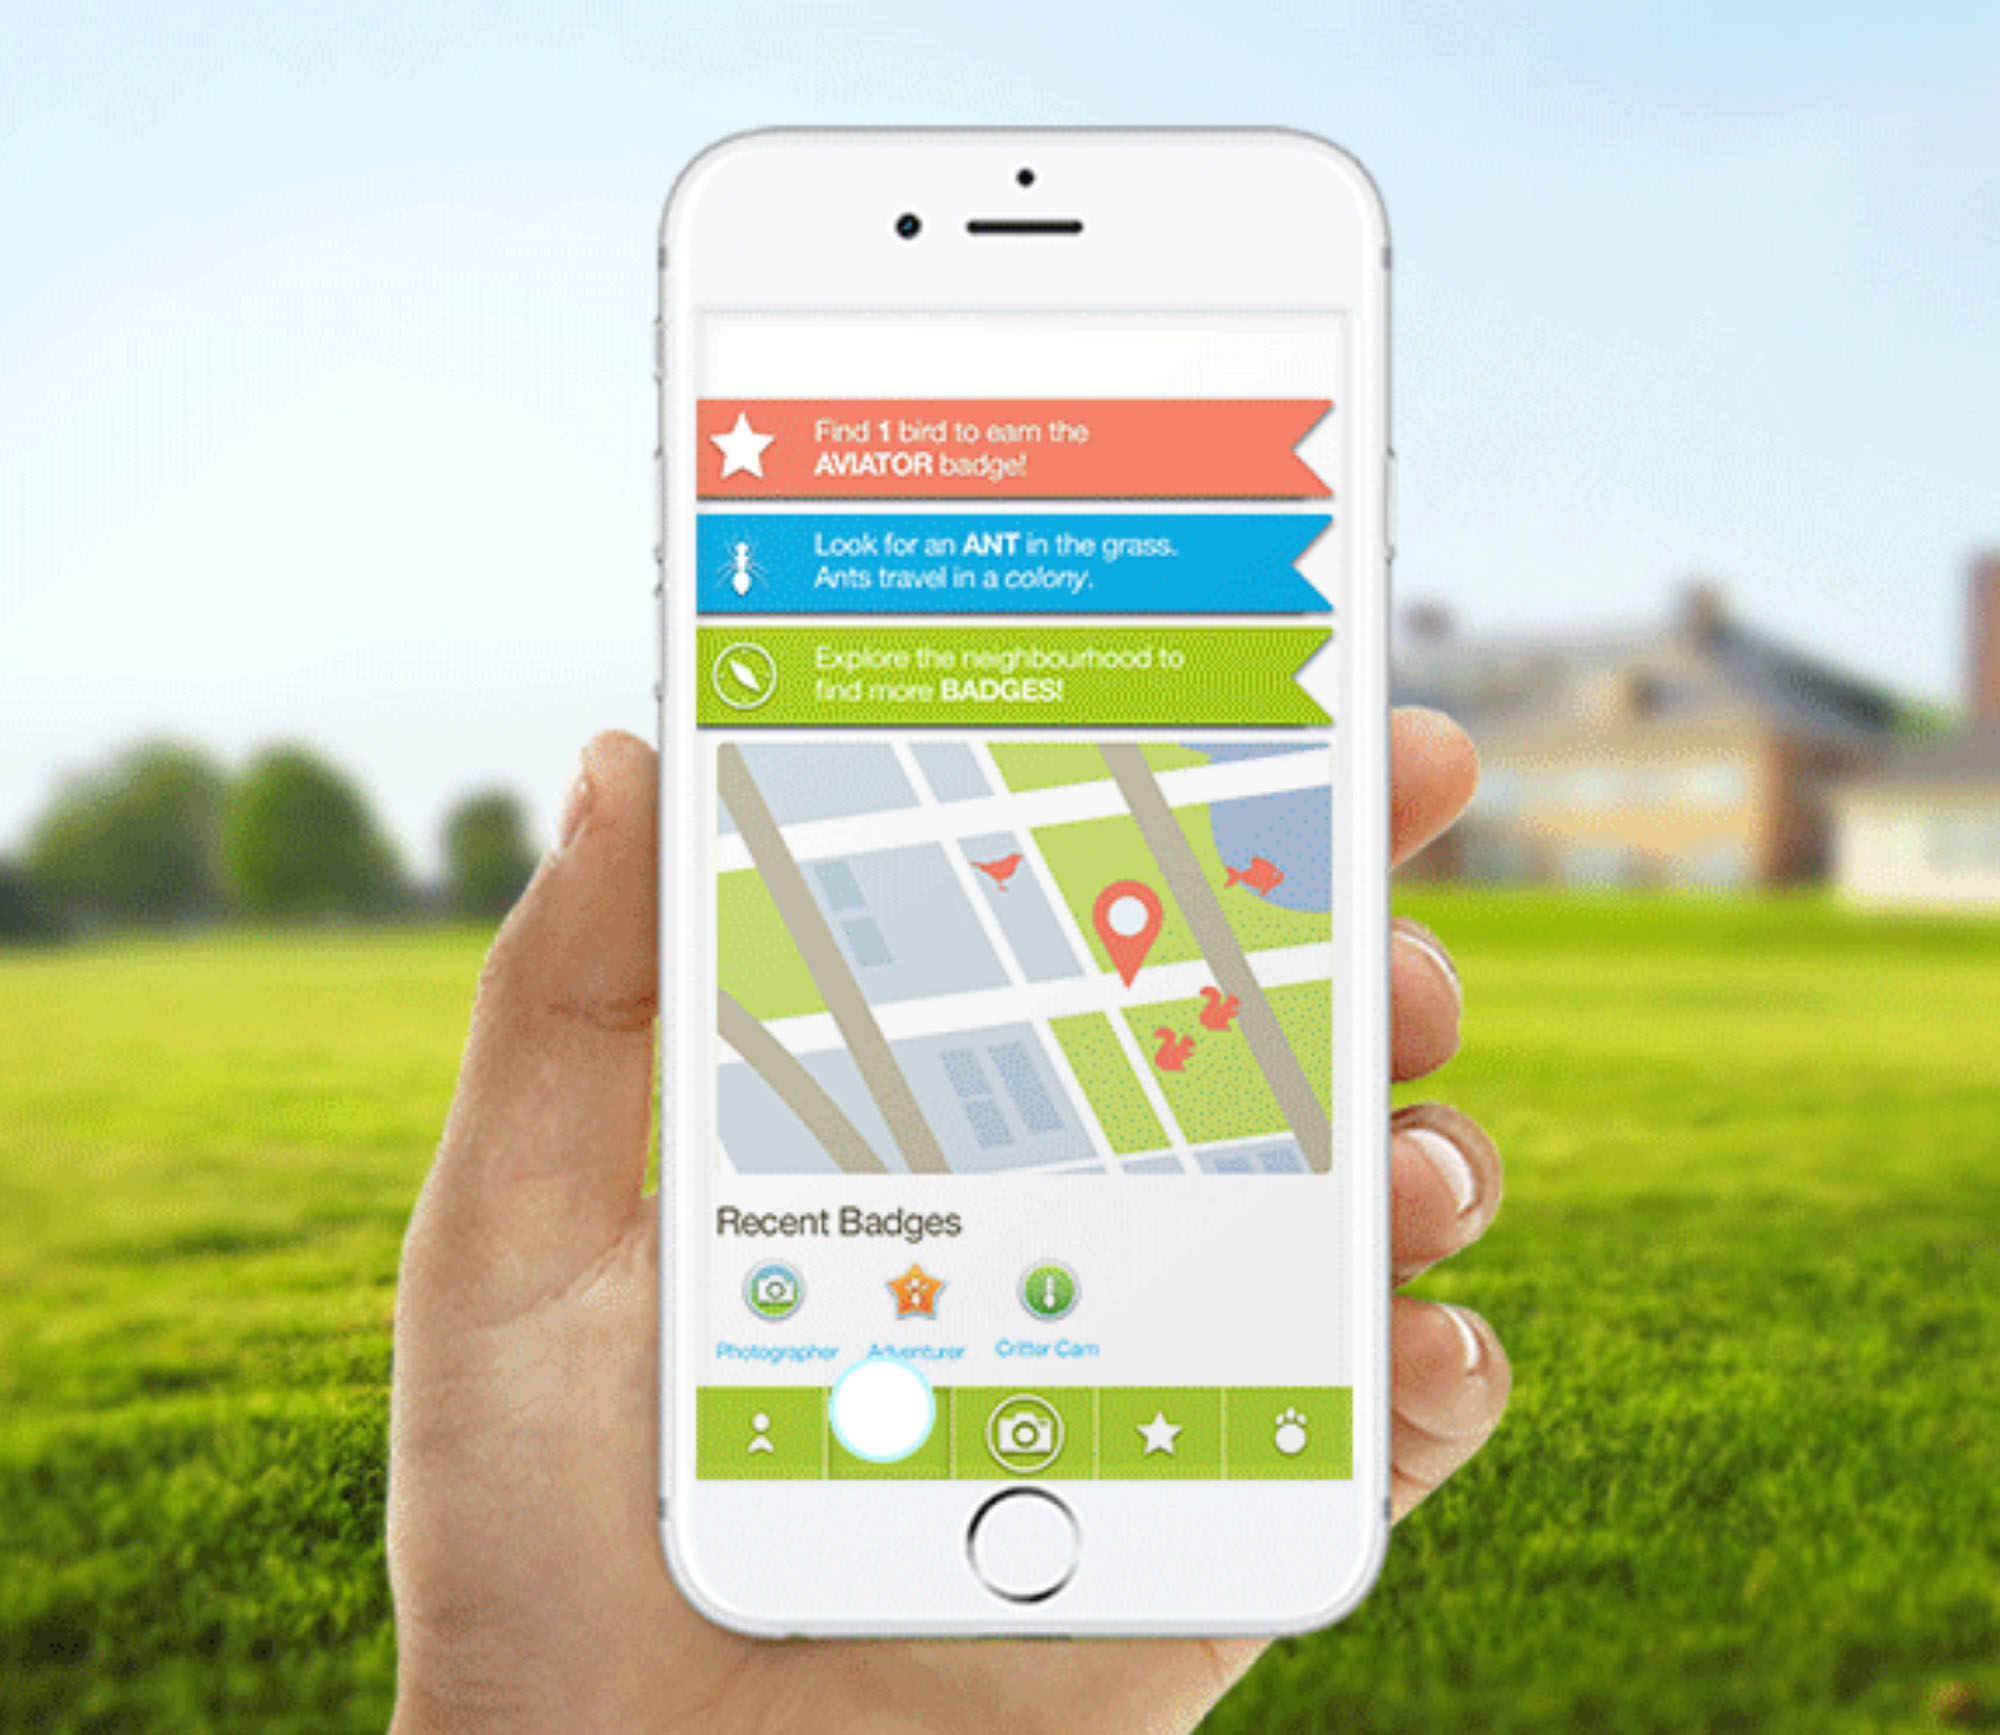 Find 1 bird to earn the
AVIATOR badge!
Look for an ANT in the grass.
Ants travel in a colony.
Explore the neighbourhood to
find more BADGES!
Recent Badges
Photographer Adventurer Critter Cam